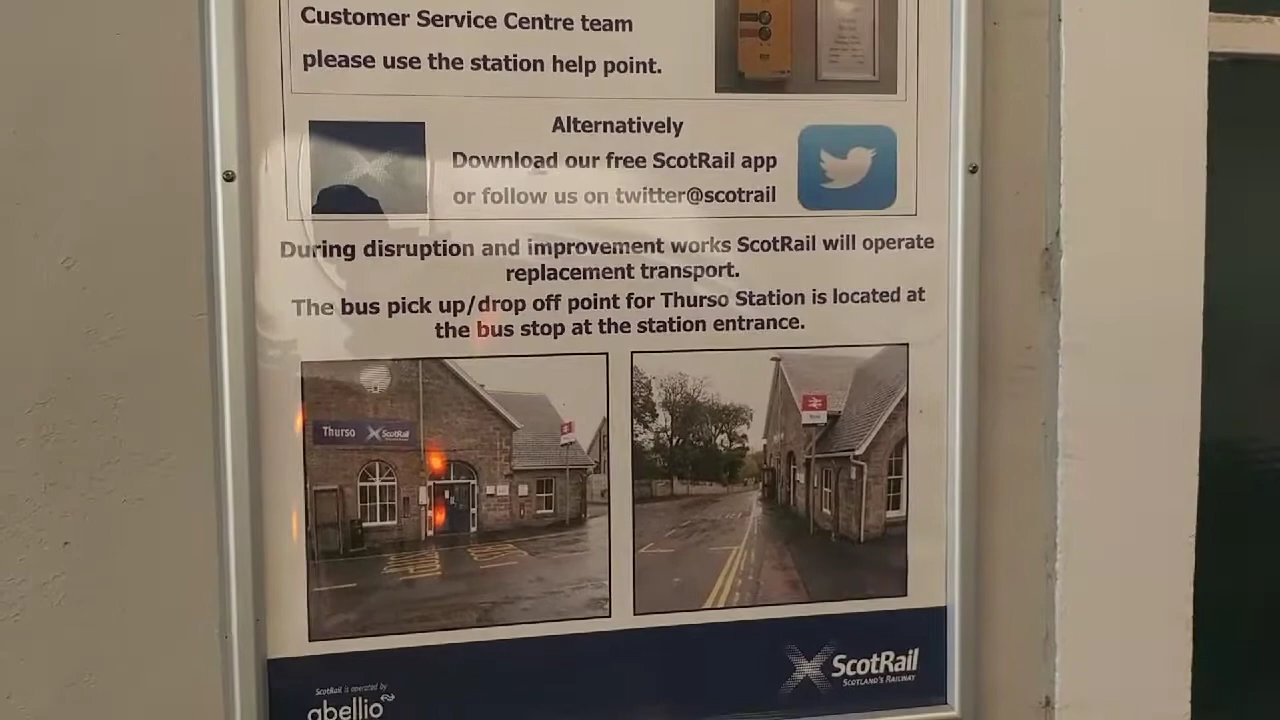 Customer Service Centre team
please use the station help point.
Alternatively
Download our free ScotRail app
or follow us on twitter@scotrail
During disruption and improvement works ScotRail will operate
replacement transport.
The bus pick up/drop off point for Thurso Station is located at
the bus stop at the station entrance.
Thurso ScotRail
ScotRail
SCOTLAND'S RAILWAY
ScotRail is operated by
abellio